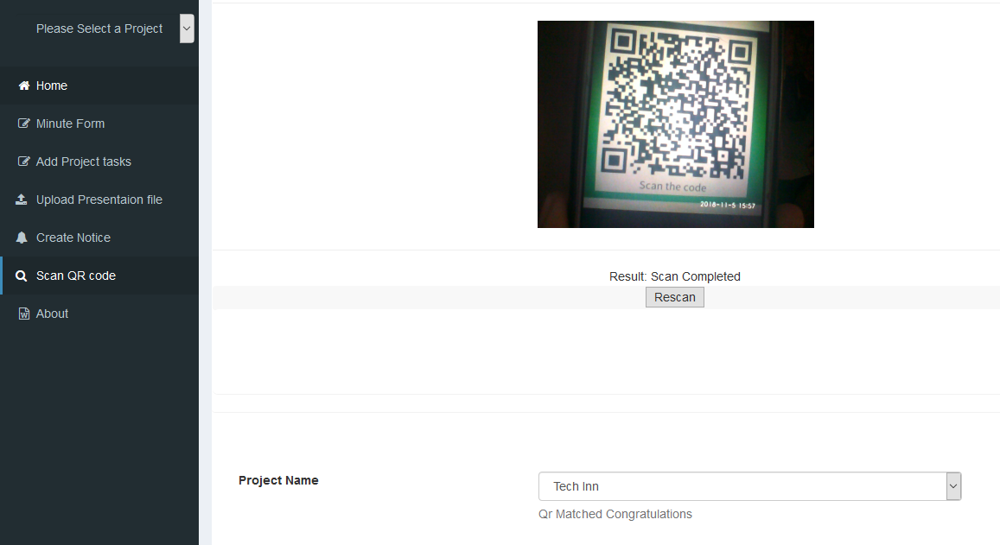 Please Select a Project
Home
Minute Form
Add Project tasks
Upload Presentaion file
Create Notice
Scan QR code
About
Scan the code
2018-11-5 15:57
Result: Scan Completed
Rescan
Project Name
Tech Inn
Qr Matched Congratulations